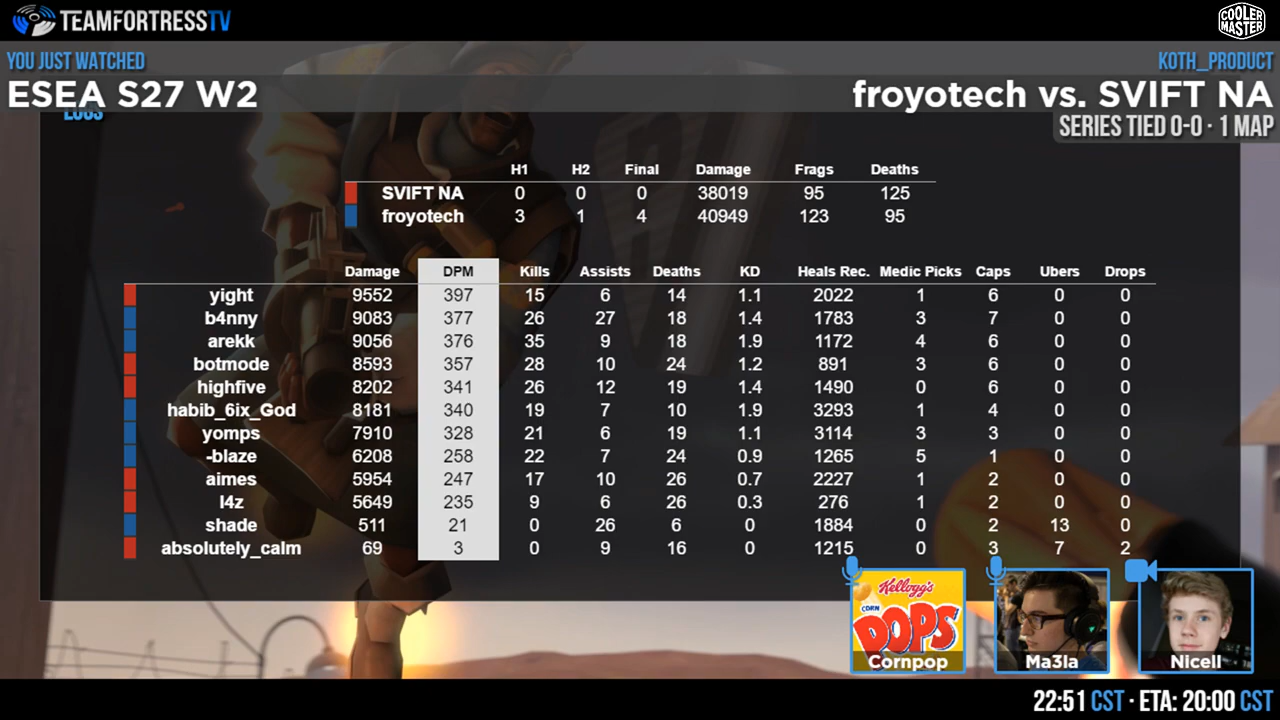 TEAMFORTRESSTV
COOLER MASTER
YOU JUST WATCHED
KOTH_PRODUCT
ESEA S27 W2
froyotech vs. SVIFT NA
LOGS
SERIES TIED 0-0 · 1 MAP
H1 H2 Final Damage Frags Deaths
SVIFT NA 0 0 0 38019 95 125
froyotech 3 1 4 40949 123 95
Damage DPM Kills Assists Deaths KD Heals Rec. Medic Picks Caps Ubers Drops
yight 9552 397 15 6 14 1.1 2022 1 6 0 0
b4nny 9083 377 26 27 18 1.4 1783 3 7 0 0
arekk 9056 376 35 9 18 1.9 1172 4 6 0 0
botmode 8593 357 28 10 24 1.2 891 3 6 0 0
highfive 8202 341 26 12 19 1.4 1490 0 6 0 0
habib_6ix_God 8181 340 19 7 10 1.9 3293 1 4 0 0
yomps 7910 328 21 6 19 1.1 3114 3 3 0 0
-blaze 6208 258 22 7 24 0.9 1265 5 1 0 0
aimes 5954 247 17 10 26 0.7 2227 1 2 0 0
l4z 5649 235 9 6 26 0.3 276 1 2 0 0
shade 511 21 0 26 6 0 1884 0 2 13 0
absolutely_calm 69 3 0 9 16 0 1215 0 3 7 2
Kellogg's
CORN
POPS
Cornpop
Ma3la
Nicell
22:51 CST · ETA: 20:00 CST